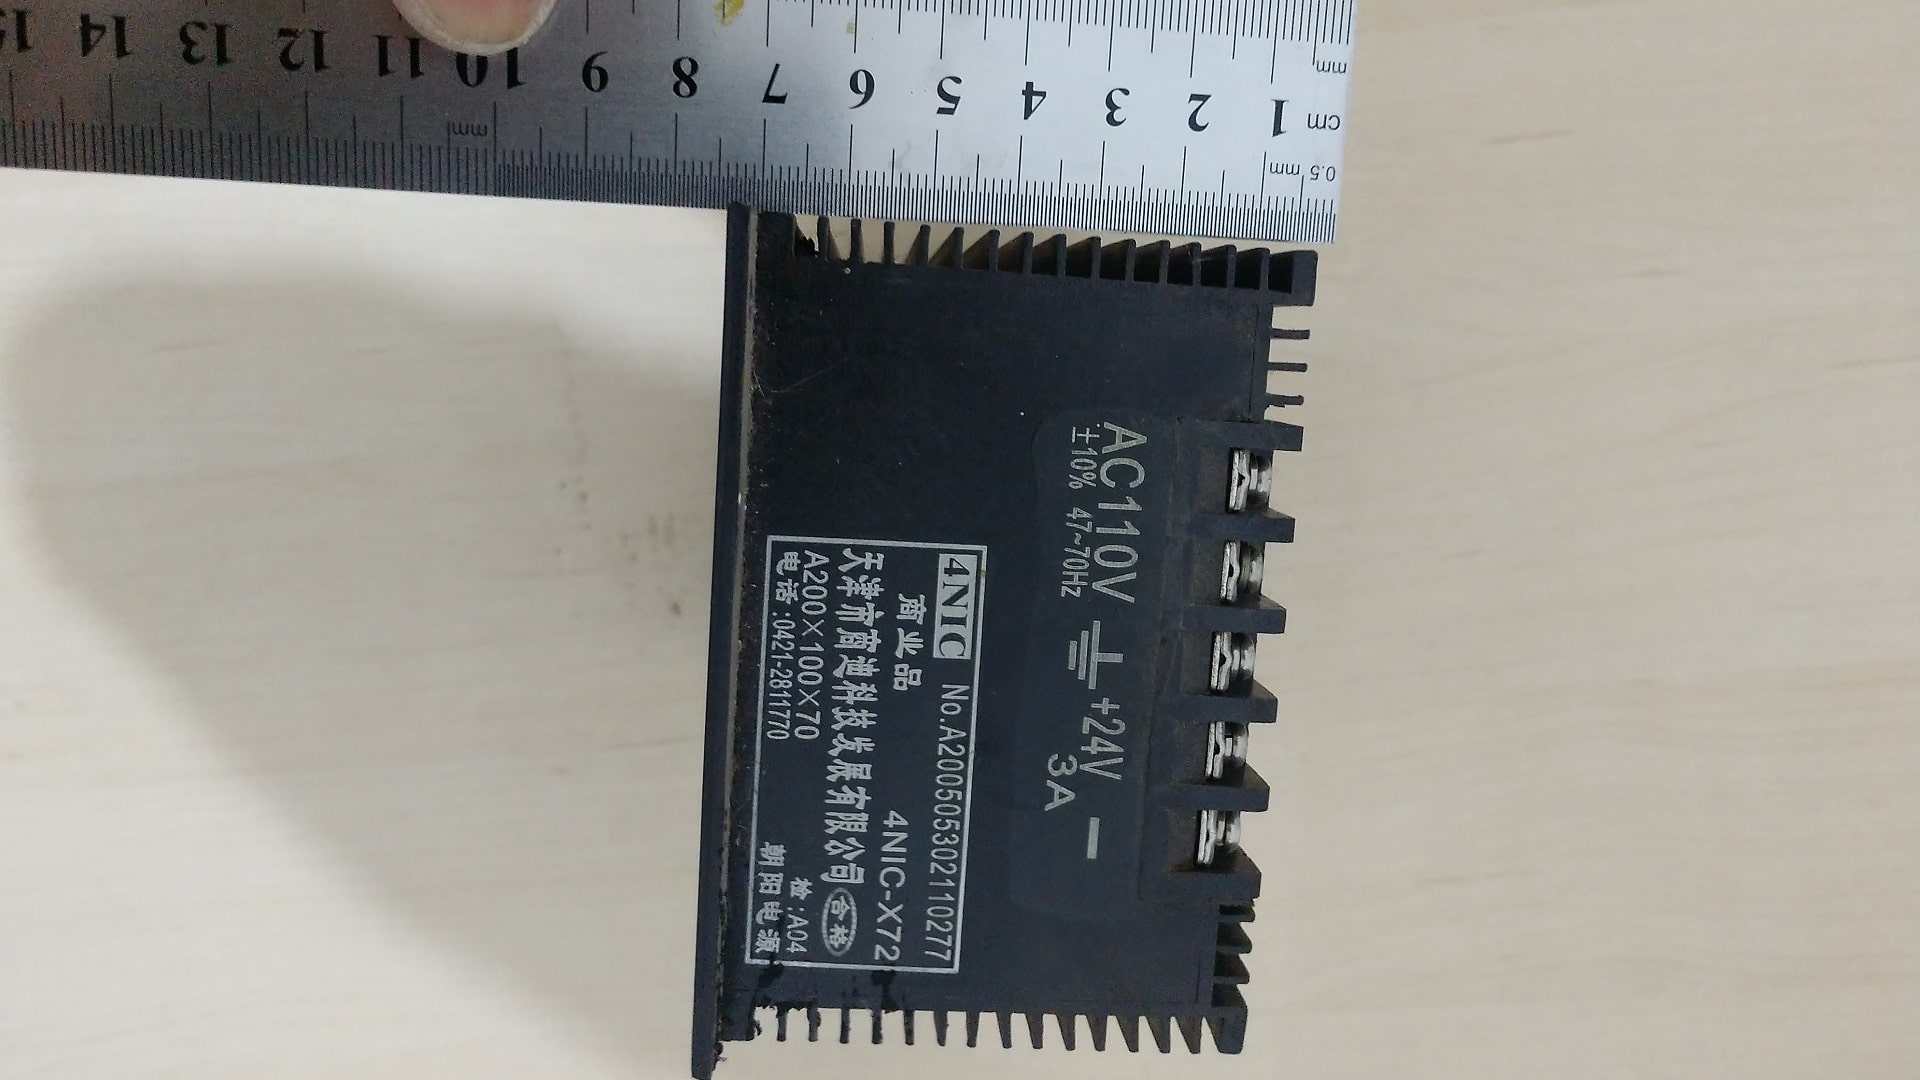 15 14 13 12 11 10 9 8 7 6 5 4 3 2 1 cm
mm
mm
0.5 mm
AC110V ⏚ +24V −
±10% 47~70Hz 3A
4NIC No.A200505302110277
商业品 4NIC-X72
天津市商迪科技发展有限公司 合格
A200×100×70 检:A04
电话:0421-2811770 朝阳电源